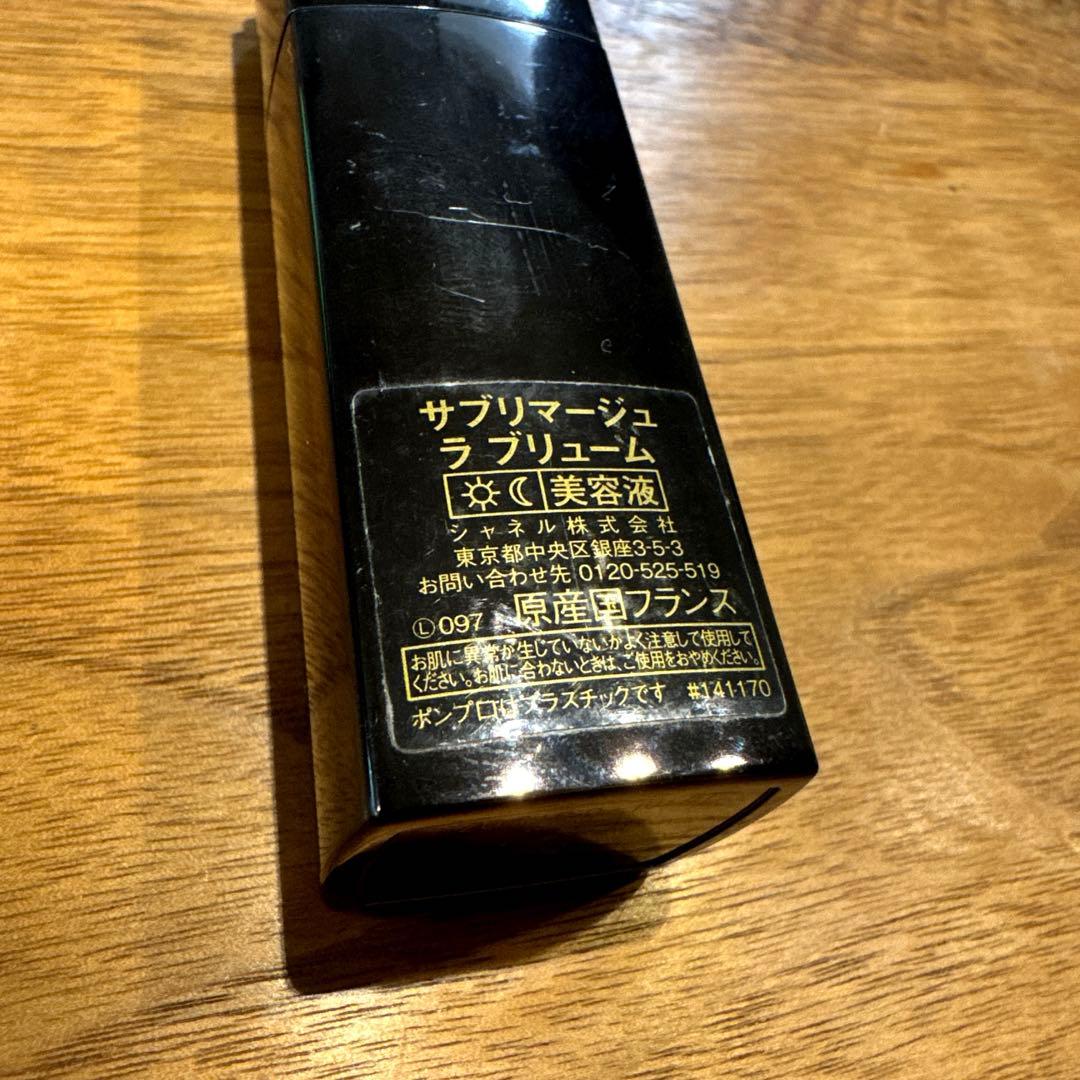 サブリマージュ
ラ ブリューム
美容液
シャネル株式会社
東京都中央区銀座3-5-3
お問い合わせ先 0120-525-519
Ⓛ097 原産国フランス
お肌に異常が生じていないかよく注意して使用して
ください。お肌に合わないときは、ご使用をおやめください。
ポンプ口はプラスチックです #141-170